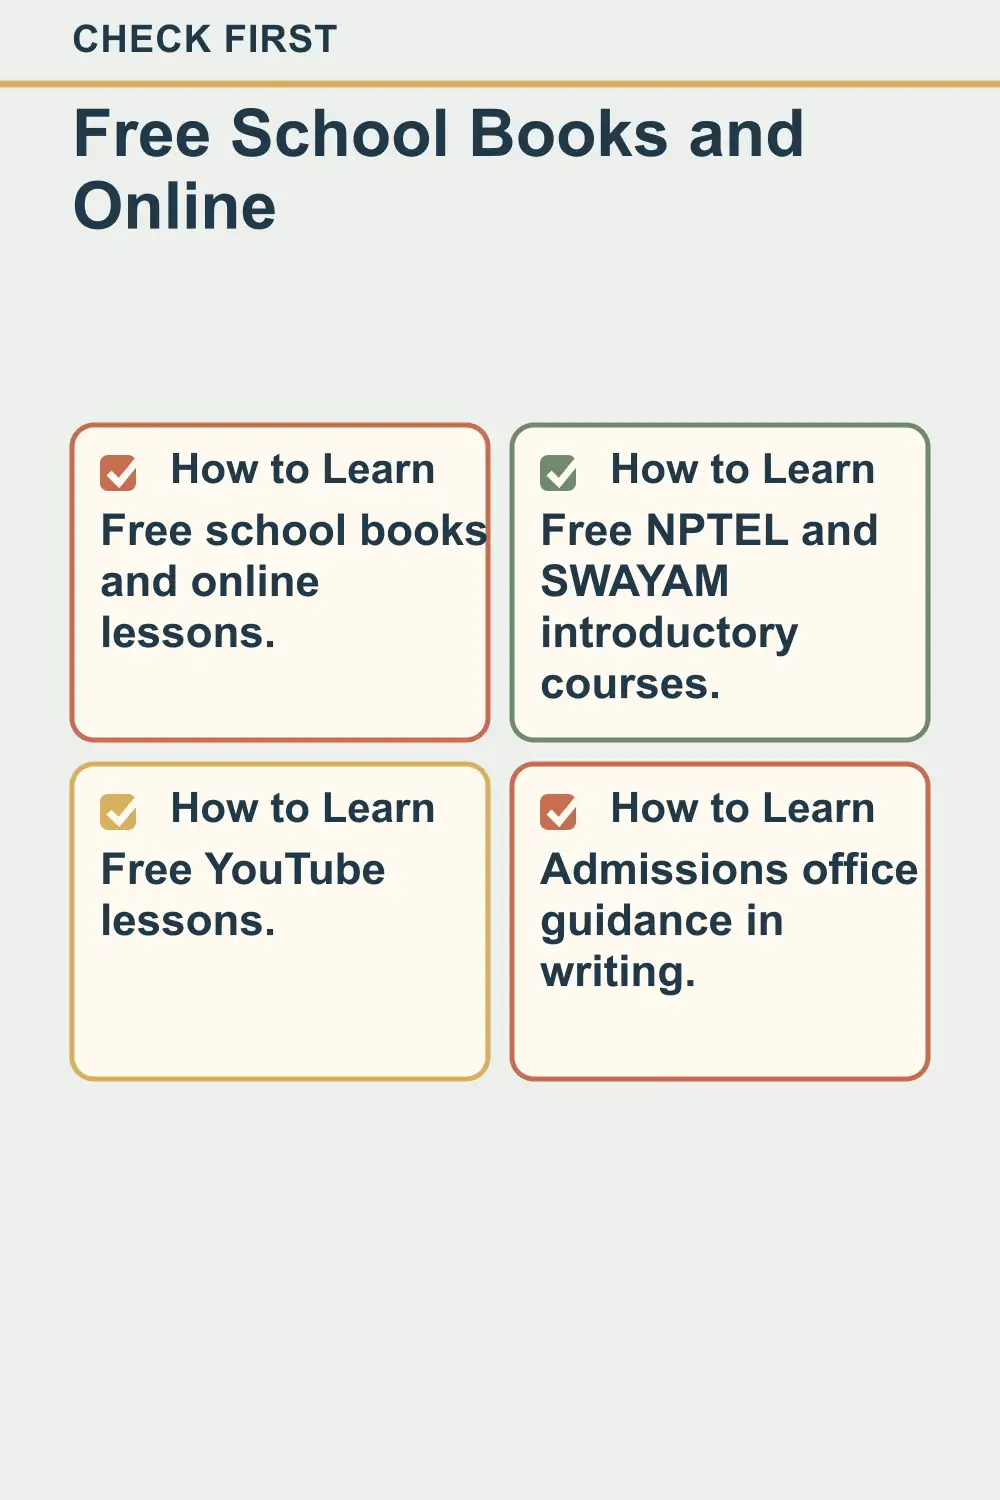 CHECK FIRST
Free School Books and
Online
How to Learn
Free school books
and online
lessons.
How to Learn
Free NPTEL and
SWAYAM
introductory
courses.
How to Learn
Free YouTube
lessons.
How to Learn
Admissions office
guidance in
writing.